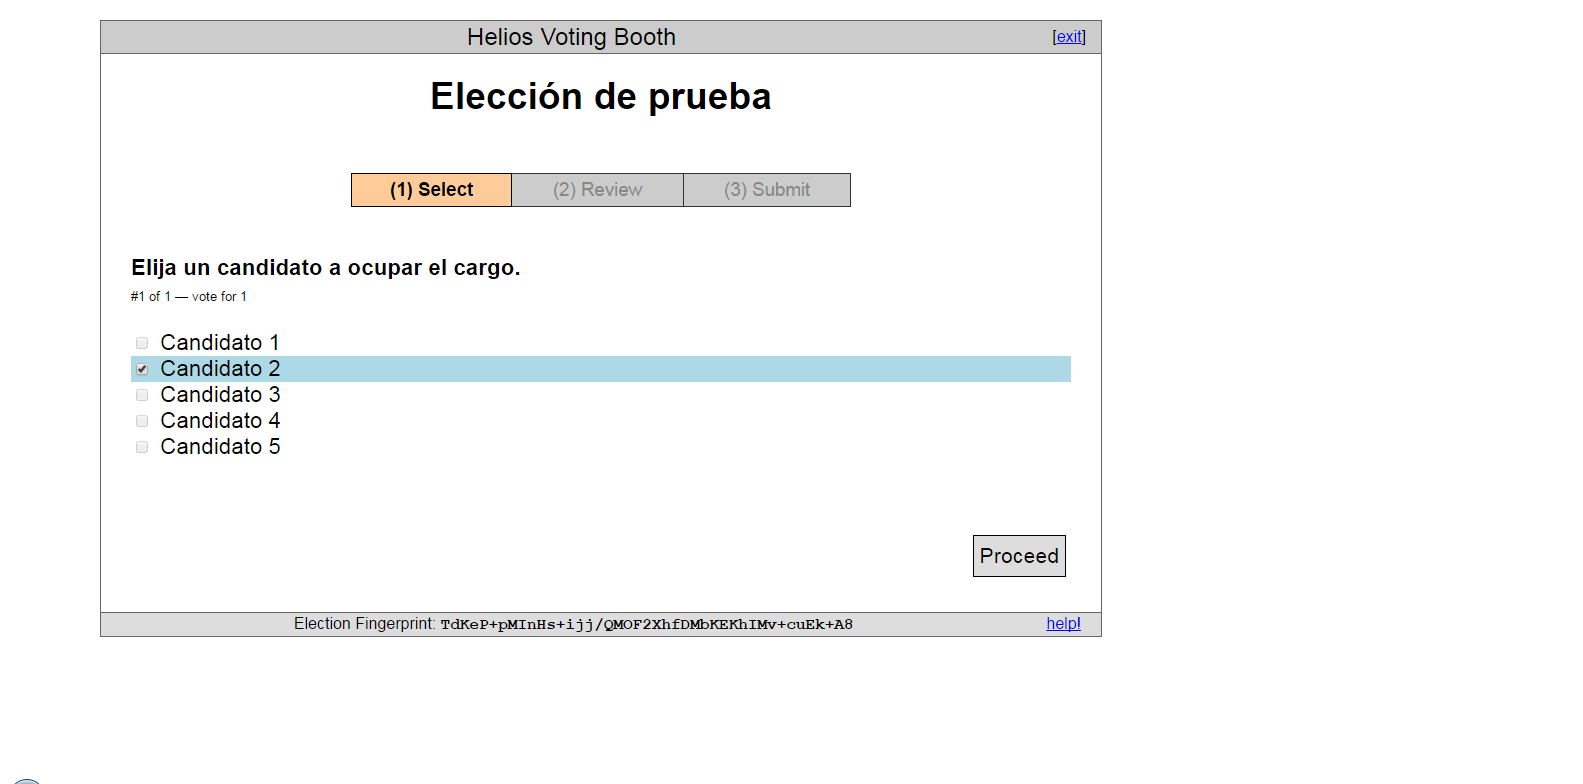 Helios Voting Booth [exit]
Elección de prueba
(1) Select (2) Review (3) Submit
Elija un candidato a ocupar el cargo.
#1 of 1 — vote for 1
Candidato 1
Candidato 2
Candidato 3
Candidato 4
Candidato 5
Proceed
Election Fingerprint: TdKeP+pMInHs+ijj/QMOF2XhfDMbKEKhIMv+cuEk+A8 help!